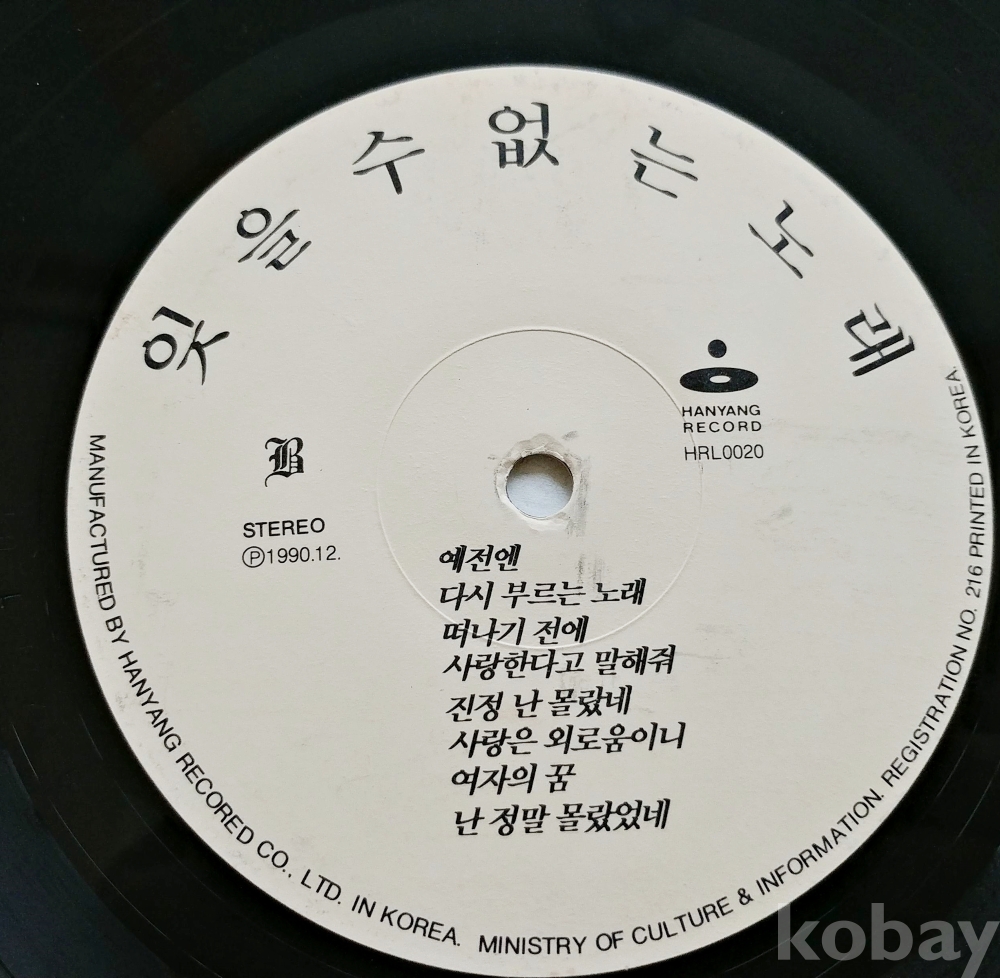 잊을 수 없는 노래
HANYANG
RECORD
HRL0020
B
STEREO
Ⓟ1990.12.
예전엔
다시 부르는 노래
떠나기 전에
사랑한다고 말해줘
진정 난 몰랐네
사랑은 외로움이니
여자의 꿈
난 정말 몰랐었네
MANUFACTURED BY HANYANG RECORED CO., LTD. IN KOREA. MINISTRY OF CULTURE & INFORMATION. REGISTRATION NO. 216 PRINTED IN KOREA.
kobay